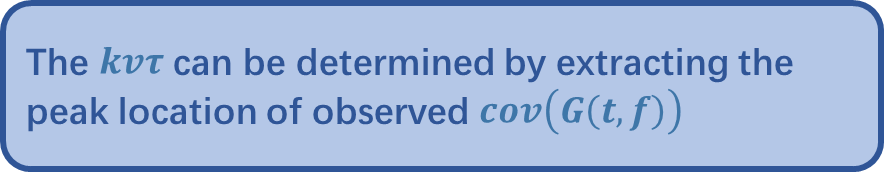 The kvτ can be determined by extracting the
peak location of observed cov(G(t, f))